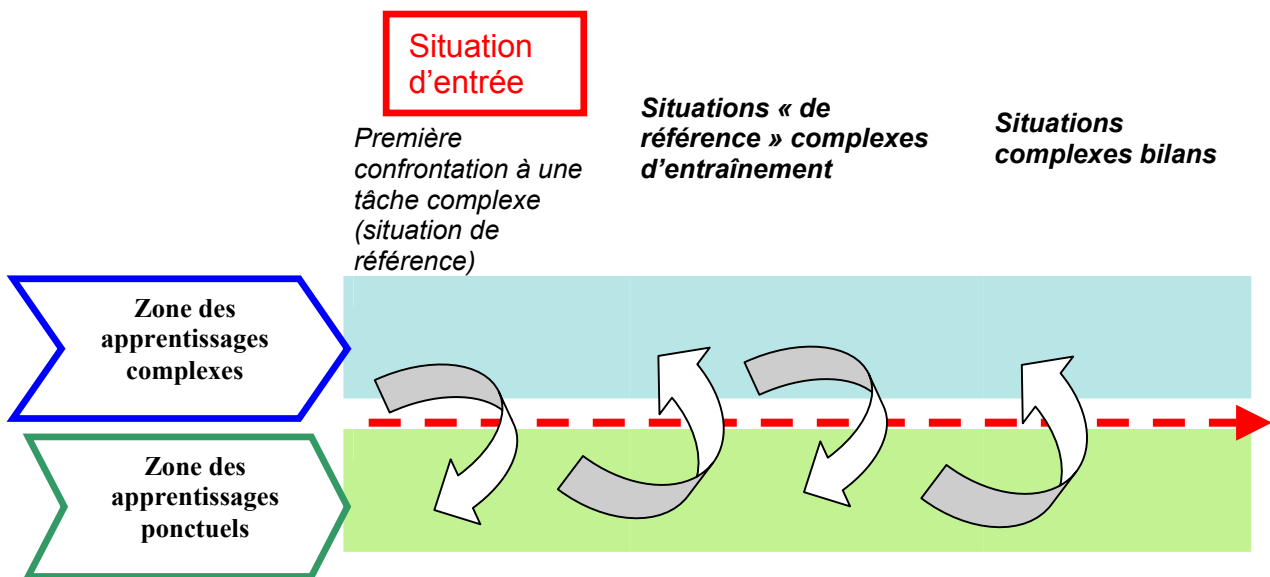 Situation
d'entrée
Première
confrontation à une
tâche complexe
(situation de
référence)
Situations « de
référence » complexes
d'entraînement
Situations
complexes bilans
Zone des
apprentissages
complexes
Zone des
apprentissages
ponctuels